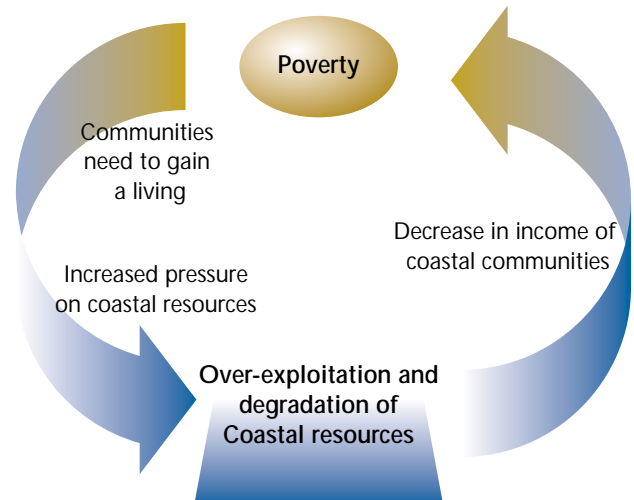 Poverty
Communities
need to gain
a living
Increased pressure
on coastal resources
Over-exploitation and
degradation of
Coastal resources
Decrease in income of
coastal communities